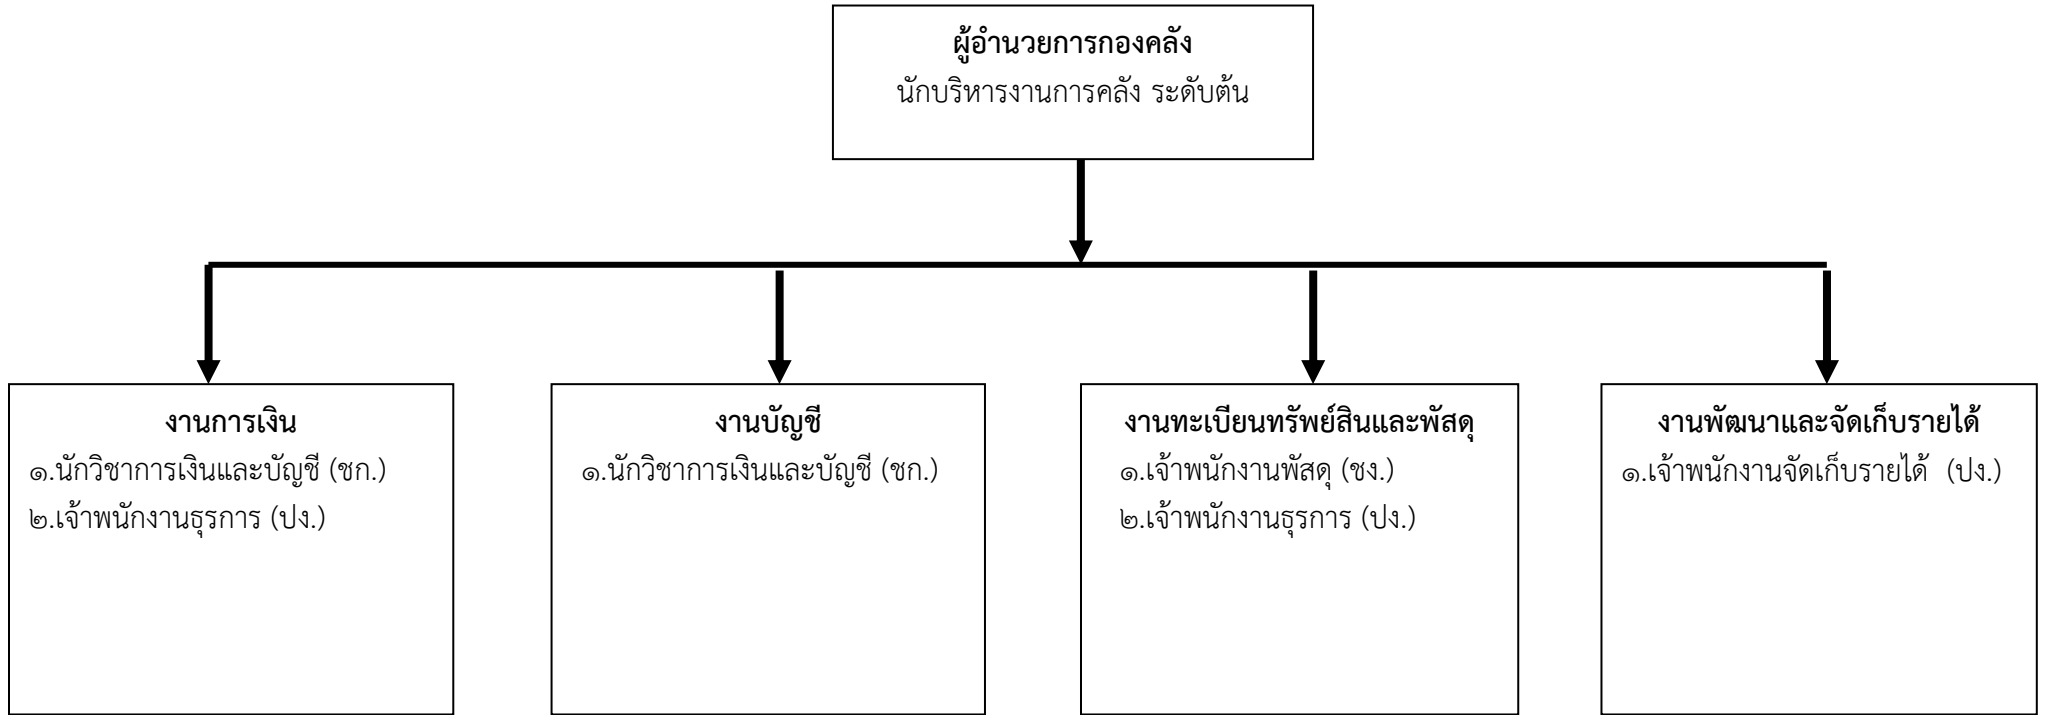 ผู้อำนวยการกองคลัง
นักบริหารงานการคลัง ระดับต้น
งานการเงิน
๑.นักวิชาการเงินและบัญชี (ชก.)
๒.เจ้าพนักงานธุรการ (ปง.)
งานบัญชี
๑.นักวิชาการเงินและบัญชี (ชก.)
งานทะเบียนทรัพย์สินและพัสดุ
๑.เจ้าพนักงานพัสดุ (ชง.)
๒.เจ้าพนักงานธุรการ (ปง.)
งานพัฒนาและจัดเก็บรายได้
๑.เจ้าพนักงานจัดเก็บรายได้ (ปง.)